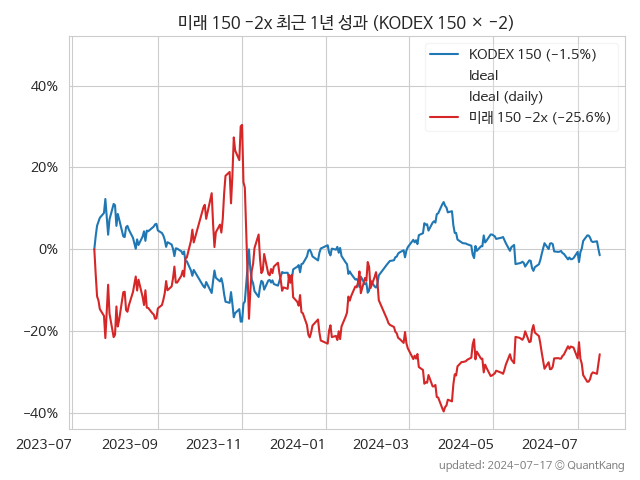 미래 150 −2x 최근 1년 성과 (KODEX 150 × −2)
KODEX 150 (−1.5%)
Ideal
Ideal (daily)
미래 150 −2x (−25.6%)
40%
20%
0%
−20%
−40%
2023−07
2023−09
2023−11
2024−01
2024−03
2024−05
2024−07
updated: 2024−07−17 © QuantKang